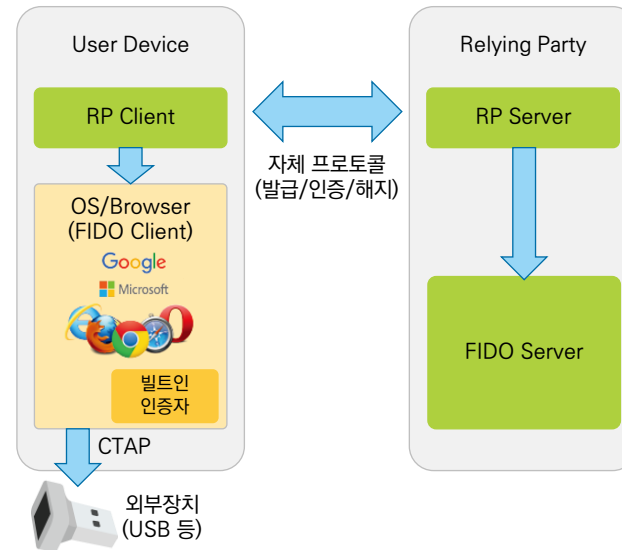 User Device
RP Client
OS/Browser
(FIDO Client)
Google
Microsoft
빌트인
인증자
CTAP
외부장치
(USB 등)
자체 프로토콜
(발급/인증/해지)
Relying Party
RP Server
FIDO Server